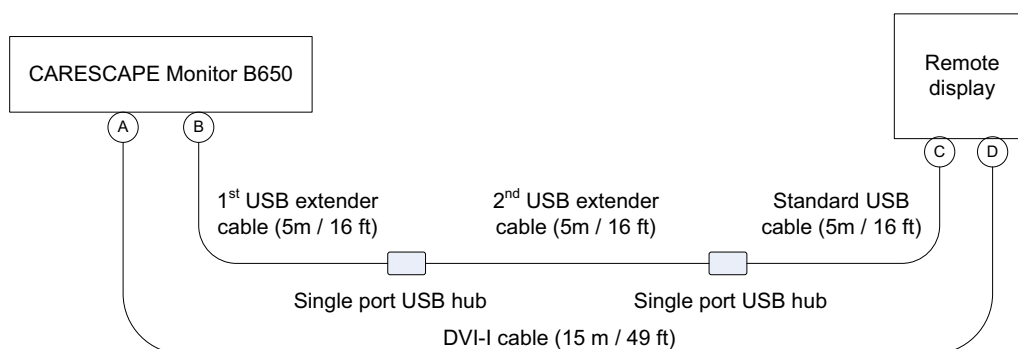 CARESCAPE Monitor B650
Remote
display
A
B
C
D
1st USB extender
cable (5m / 16 ft)
2nd USB extender
cable (5m / 16 ft)
Standard USB
cable (5m / 16 ft)
Single port USB hub
Single port USB hub
DVI-I cable (15 m / 49 ft)